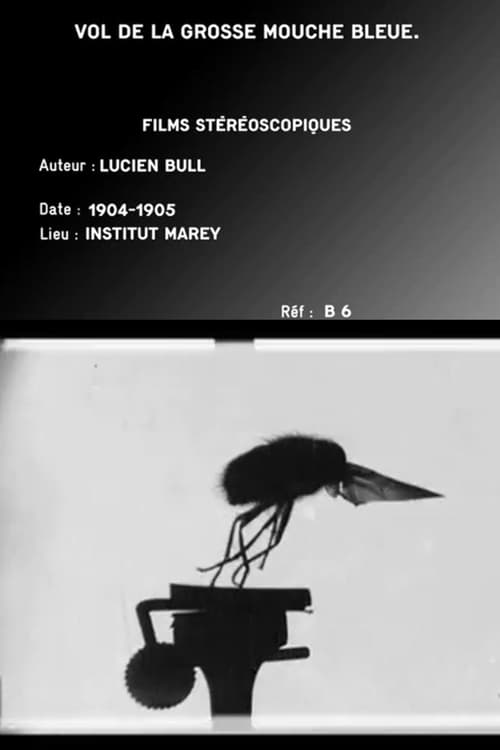 VOL DE LA GROSSE MOUCHE BLEUE.
FILMS STÉRÉOSCOPIQUES
Auteur : LUCIEN BULL
Date : 1904-1905
Lieu : INSTITUT MAREY
Réf : B 6